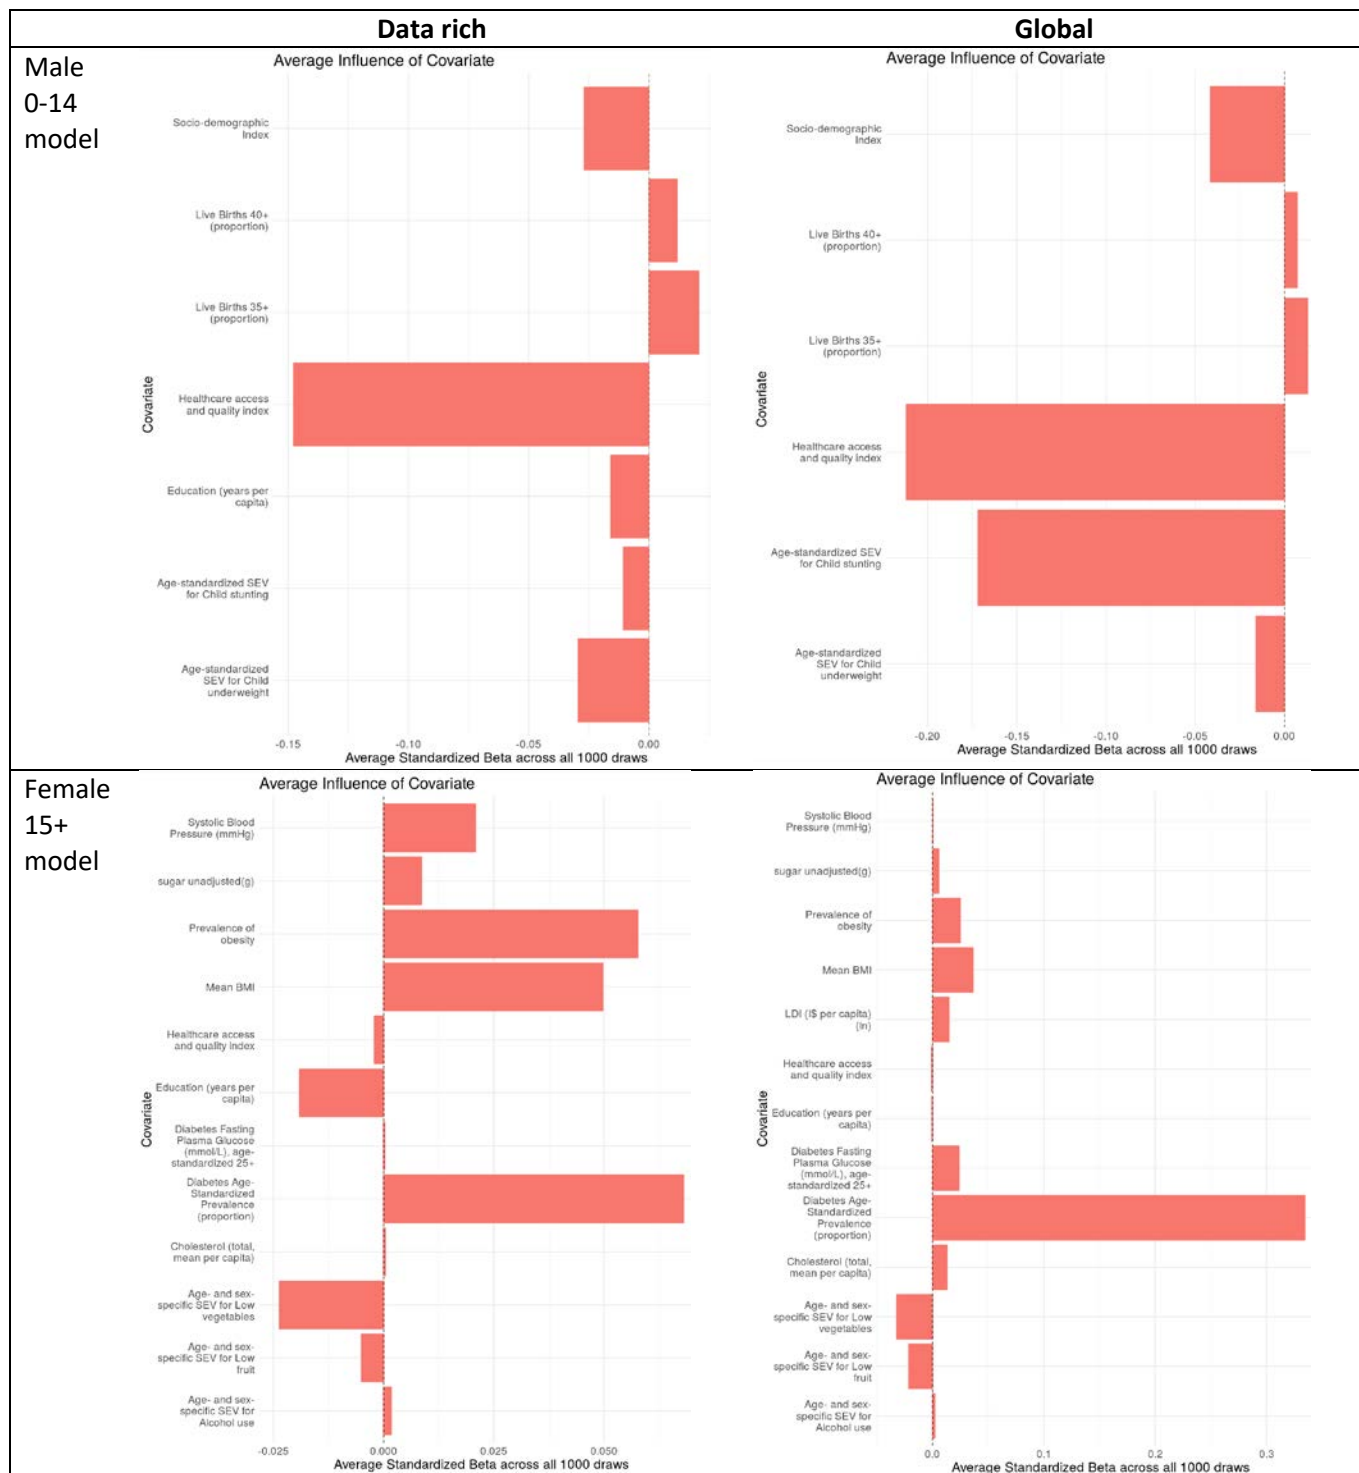 Data rich
Global
Male
0-14
model
Average Influence of Covariate
Socio-demographic
Index
Live Births 40+
(proportion)
Live Births 35+
(proportion)
Healthcare access
and quality index
Education (years per
capita)
Age-standardized SEV
for Child stunting
Age-standardized
SEV for Child
underweight
Covariate
-0.15
-0.10
-0.05
0.00
Average Standardized Beta across all 1000 draws
Average Influence of Covariate
Socio-demographic
Index
Live Births 40+
(proportion)
Live Births 35+
(proportion)
Healthcare access
and quality index
Age-standardized SEV
for Child stunting
Age-standardized
SEV for Child
underweight
Covariate
-0.20
-0.15
-0.10
-0.05
0.00
Average Standardized Beta across all 1000 draws
Female
15+
model
Average Influence of Covariate
Systolic Blood
Pressure (mmHg)
sugar unadjusted(g)
Prevalence of
obesity
Mean BMI
Healthcare access
and quality index
Education (years per
capita)
Diabetes Fasting
Plasma Glucose
(mmol/L), age-
standardized 25+
Diabetes Age-
Standardized
Prevalence
(proportion)
Cholesterol (total,
mean per capita)
Age- and sex-
specific SEV for Low
vegetables
Age- and sex-
specific SEV for Low
fruit
Age- and sex-
specific SEV for
Alcohol use
Covariate
-0.025
0.000
0.025
0.050
Average Standardized Beta across all 1000 draws
Average Influence of Covariate
Systolic Blood
Pressure (mmHg)
sugar unadjusted(g)
Prevalence of
obesity
Mean BMI
LDI (I$ per capita)
(ln)
Healthcare access
and quality index
Education (years per
capita)
Diabetes Fasting
Plasma Glucose
(mmol/L), age-
standardized 25+
Diabetes Age-
Standardized
Prevalence
(proportion)
Cholesterol (total,
mean per capita)
Age- and sex-
specific SEV for Low
vegetables
Age- and sex-
specific SEV for Low
fruit
Age- and sex-
specific SEV for
Alcohol use
Covariate
0.0
0.1
0.2
0.3
Average Standardized Beta across all 1000 draws